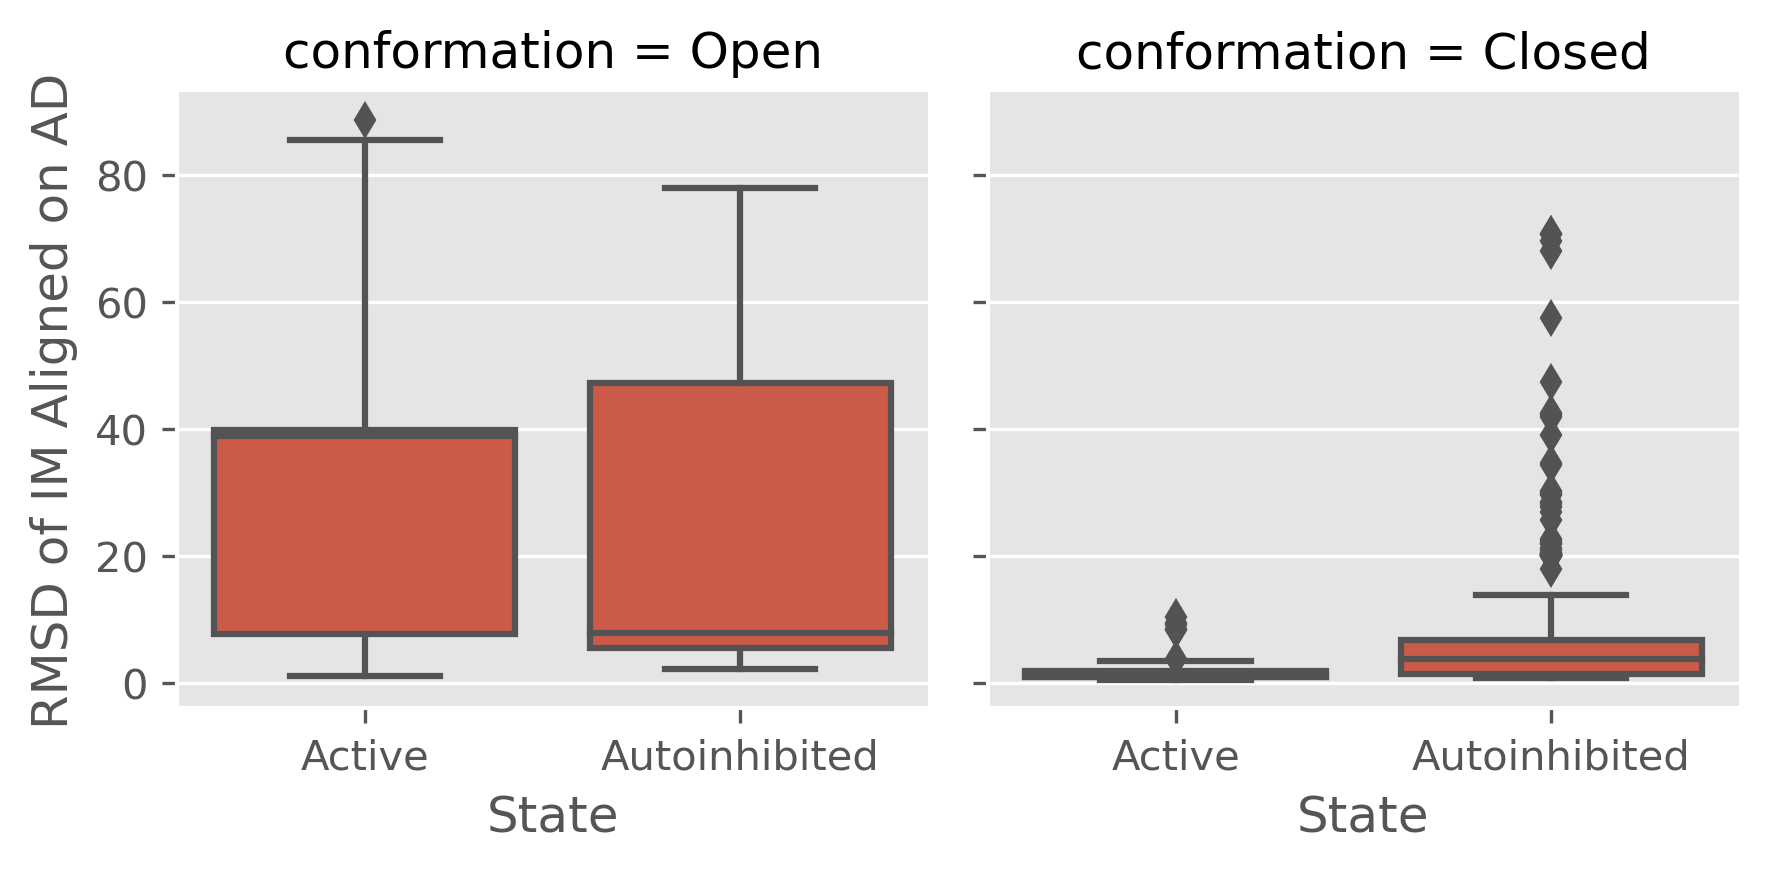 conformation = Open
conformation = Closed
RMSD of IM Aligned on AD
80
60
40
20
0
Active
Autoinhibited
Active
Autoinhibited
State
State